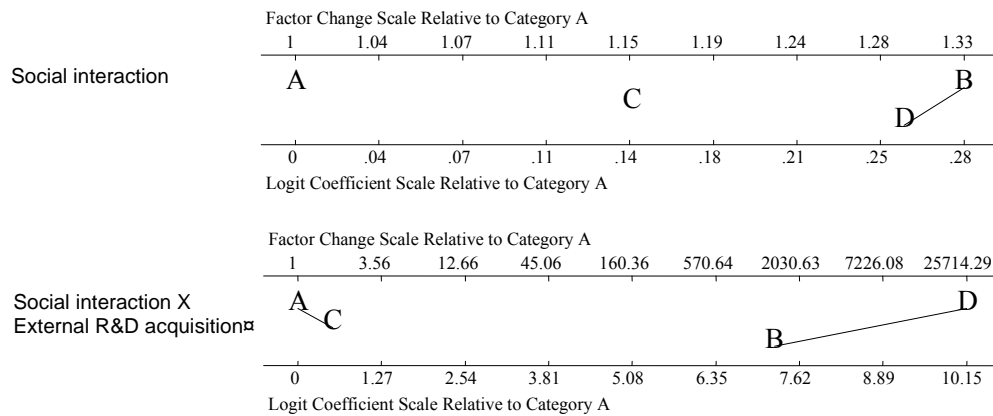 Factor Change Scale Relative to Category A
1 1.04 1.07 1.11 1.15 1.19 1.24 1.28 1.33
Social interaction
A
B
C
D
0 .04 .07 .11 .14 .18 .21 .25 .28
Logit Coefficient Scale Relative to Category A
Factor Change Scale Relative to Category A
1 3.56 12.66 45.06 160.36 570.64 2030.63 7226.08 25714.29
Social interaction X
External R&D acquisition¤
A
D
C
B
0 1.27 2.54 3.81 5.08 6.35 7.62 8.89 10.15
Logit Coefficient Scale Relative to Category A